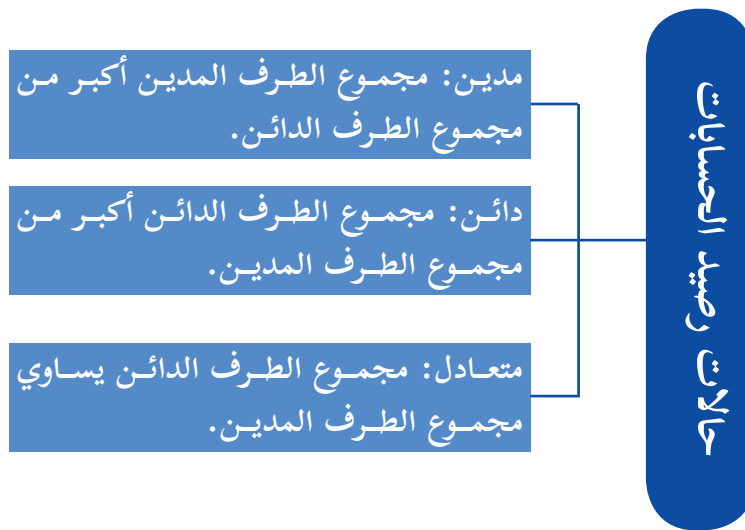 حالات رصيد الحسابات
مدين: مجموع الطرف المدين أكبر من
مجموع الطرف الدائن.
دائن: مجموع الطرف الدائن أكبر من
مجموع الطرف المدين.
متعادل: مجموع الطرف الدائن يساوي
مجموع الطرف المدين.